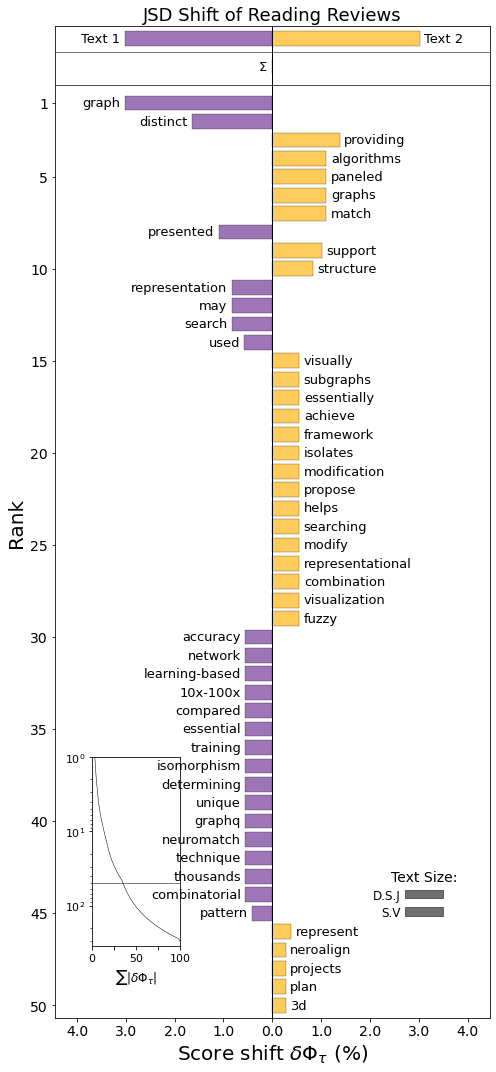 JSD Shift of Reading Reviews
Text 1
Text 2
Σ
1
graph
distinct
providing
algorithms
5
paneled
graphs
match
presented
support
10
structure
representation
may
search
used
15
visually
subgraphs
essentially
achieve
framework
20
isolates
modification
propose
helps
searching
25
modify
representational
combination
visualization
fuzzy
30
accuracy
network
learning-based
10x-100x
compared
35
essential
training
isomorphism
determining
unique
40
graphq
neuromatch
technique
thousands
combinatorial
45
pattern
represent
neroalign
projects
plan
50
3d
Rank
10⁰
10¹
10²
0
100
∑|δΦτ|
Text Size:
D.S.J
S.V
4.0 3.0 2.0 1.0 0.0 1.0 2.0 3.0 4.0
Score shift δΦτ (%)